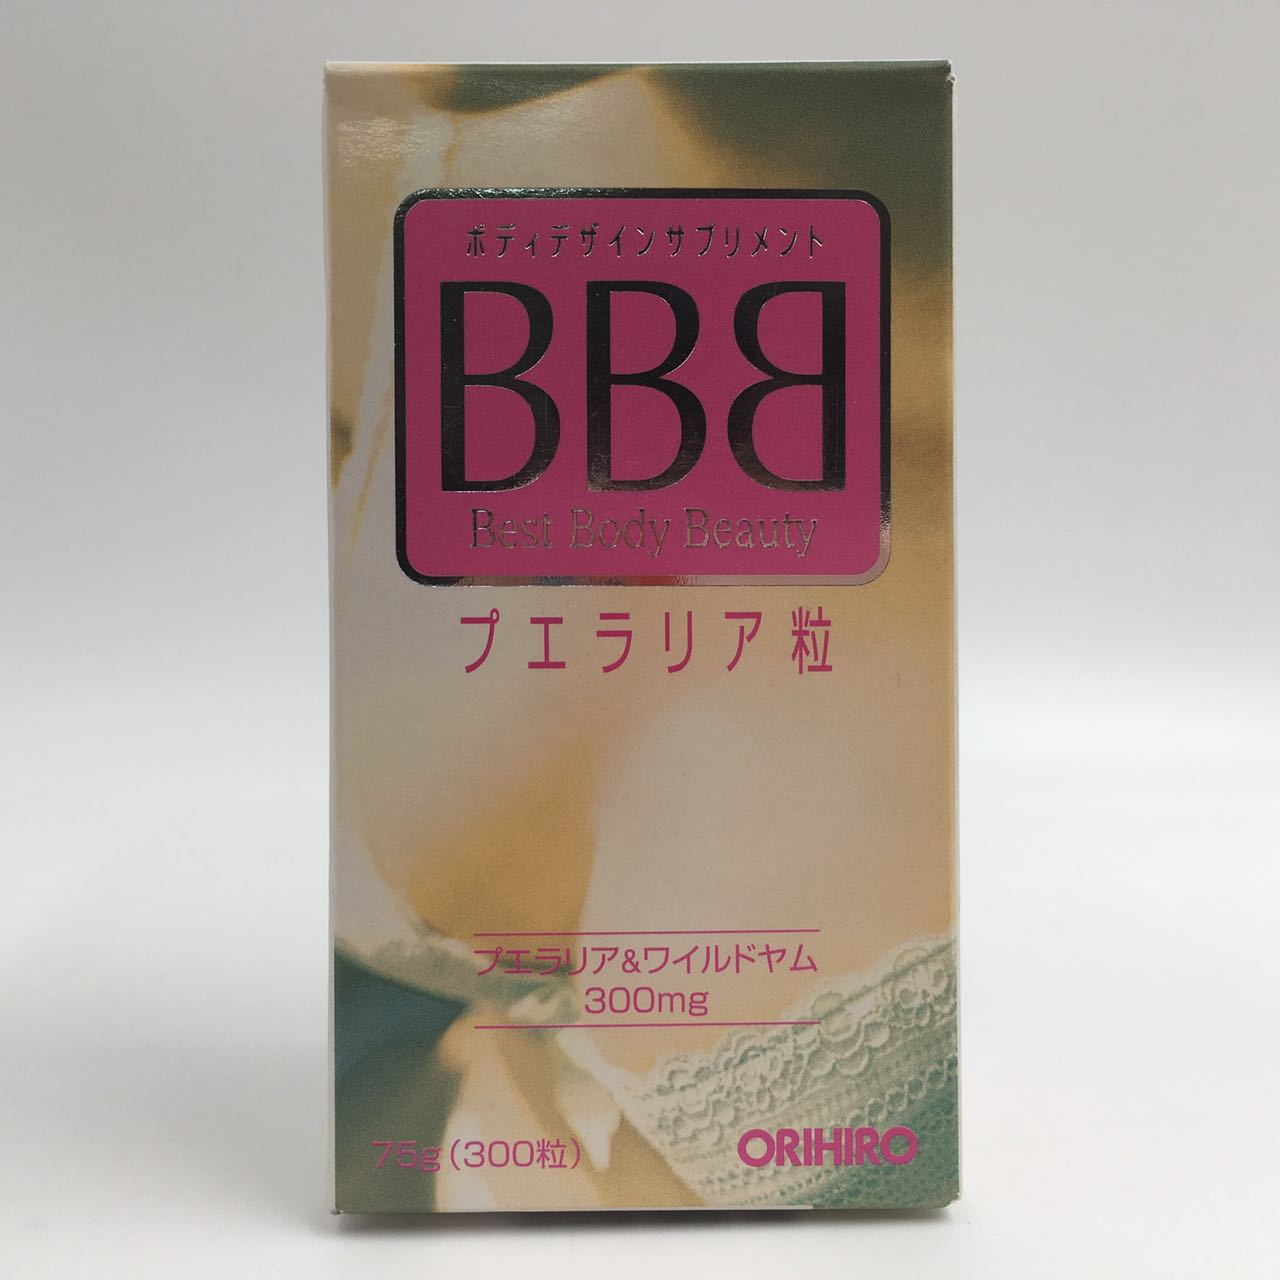 ボディデザインサプリメント
BBB
Best Body Beauty
プエラリア粒
プエラリア&ワイルドヤム
300mg
75g(300粒)
ORIHIRO